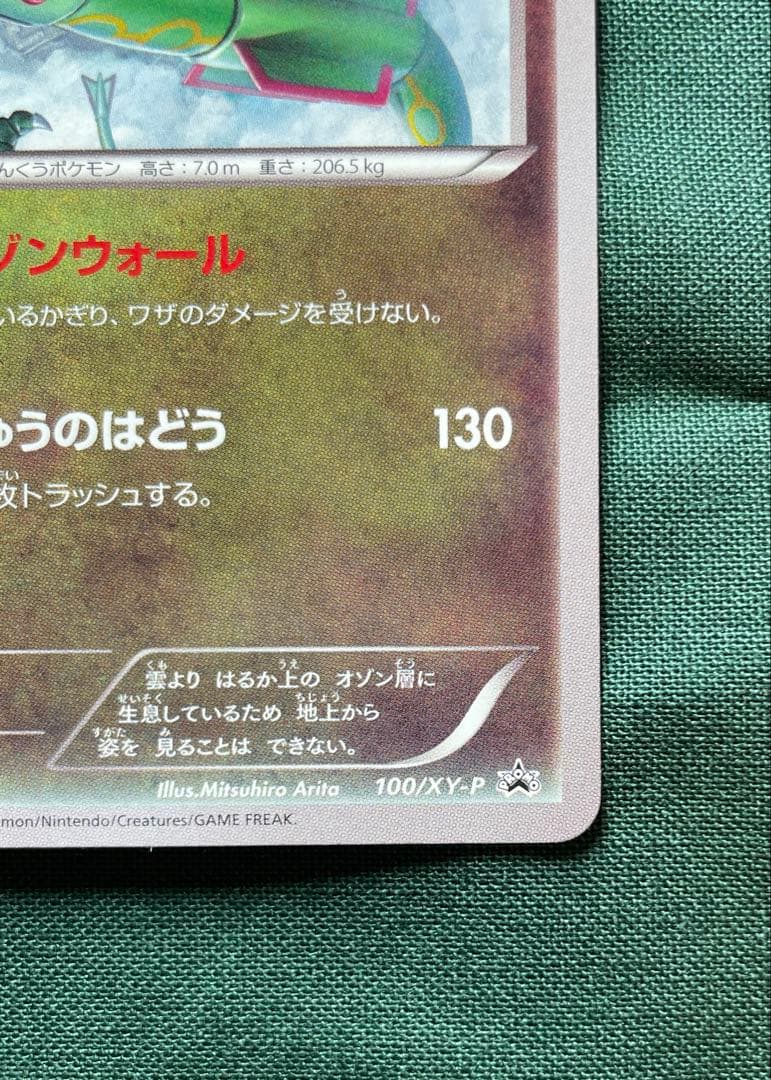 んくうポケモン 高さ：7.0 m 重さ：206.5 kg
ゾンウォール
いるかぎり、ワザのダメージを受けない。
ゅうのはどう 130
枚トラッシュする。
雲より はるか上の オゾン層に
生息しているため 地上から
姿を 見ることは できない。
Illus.Mitsuhiro Arita 100/XY-P PROMO
mon/Nintendo/Creatures/GAME FREAK.